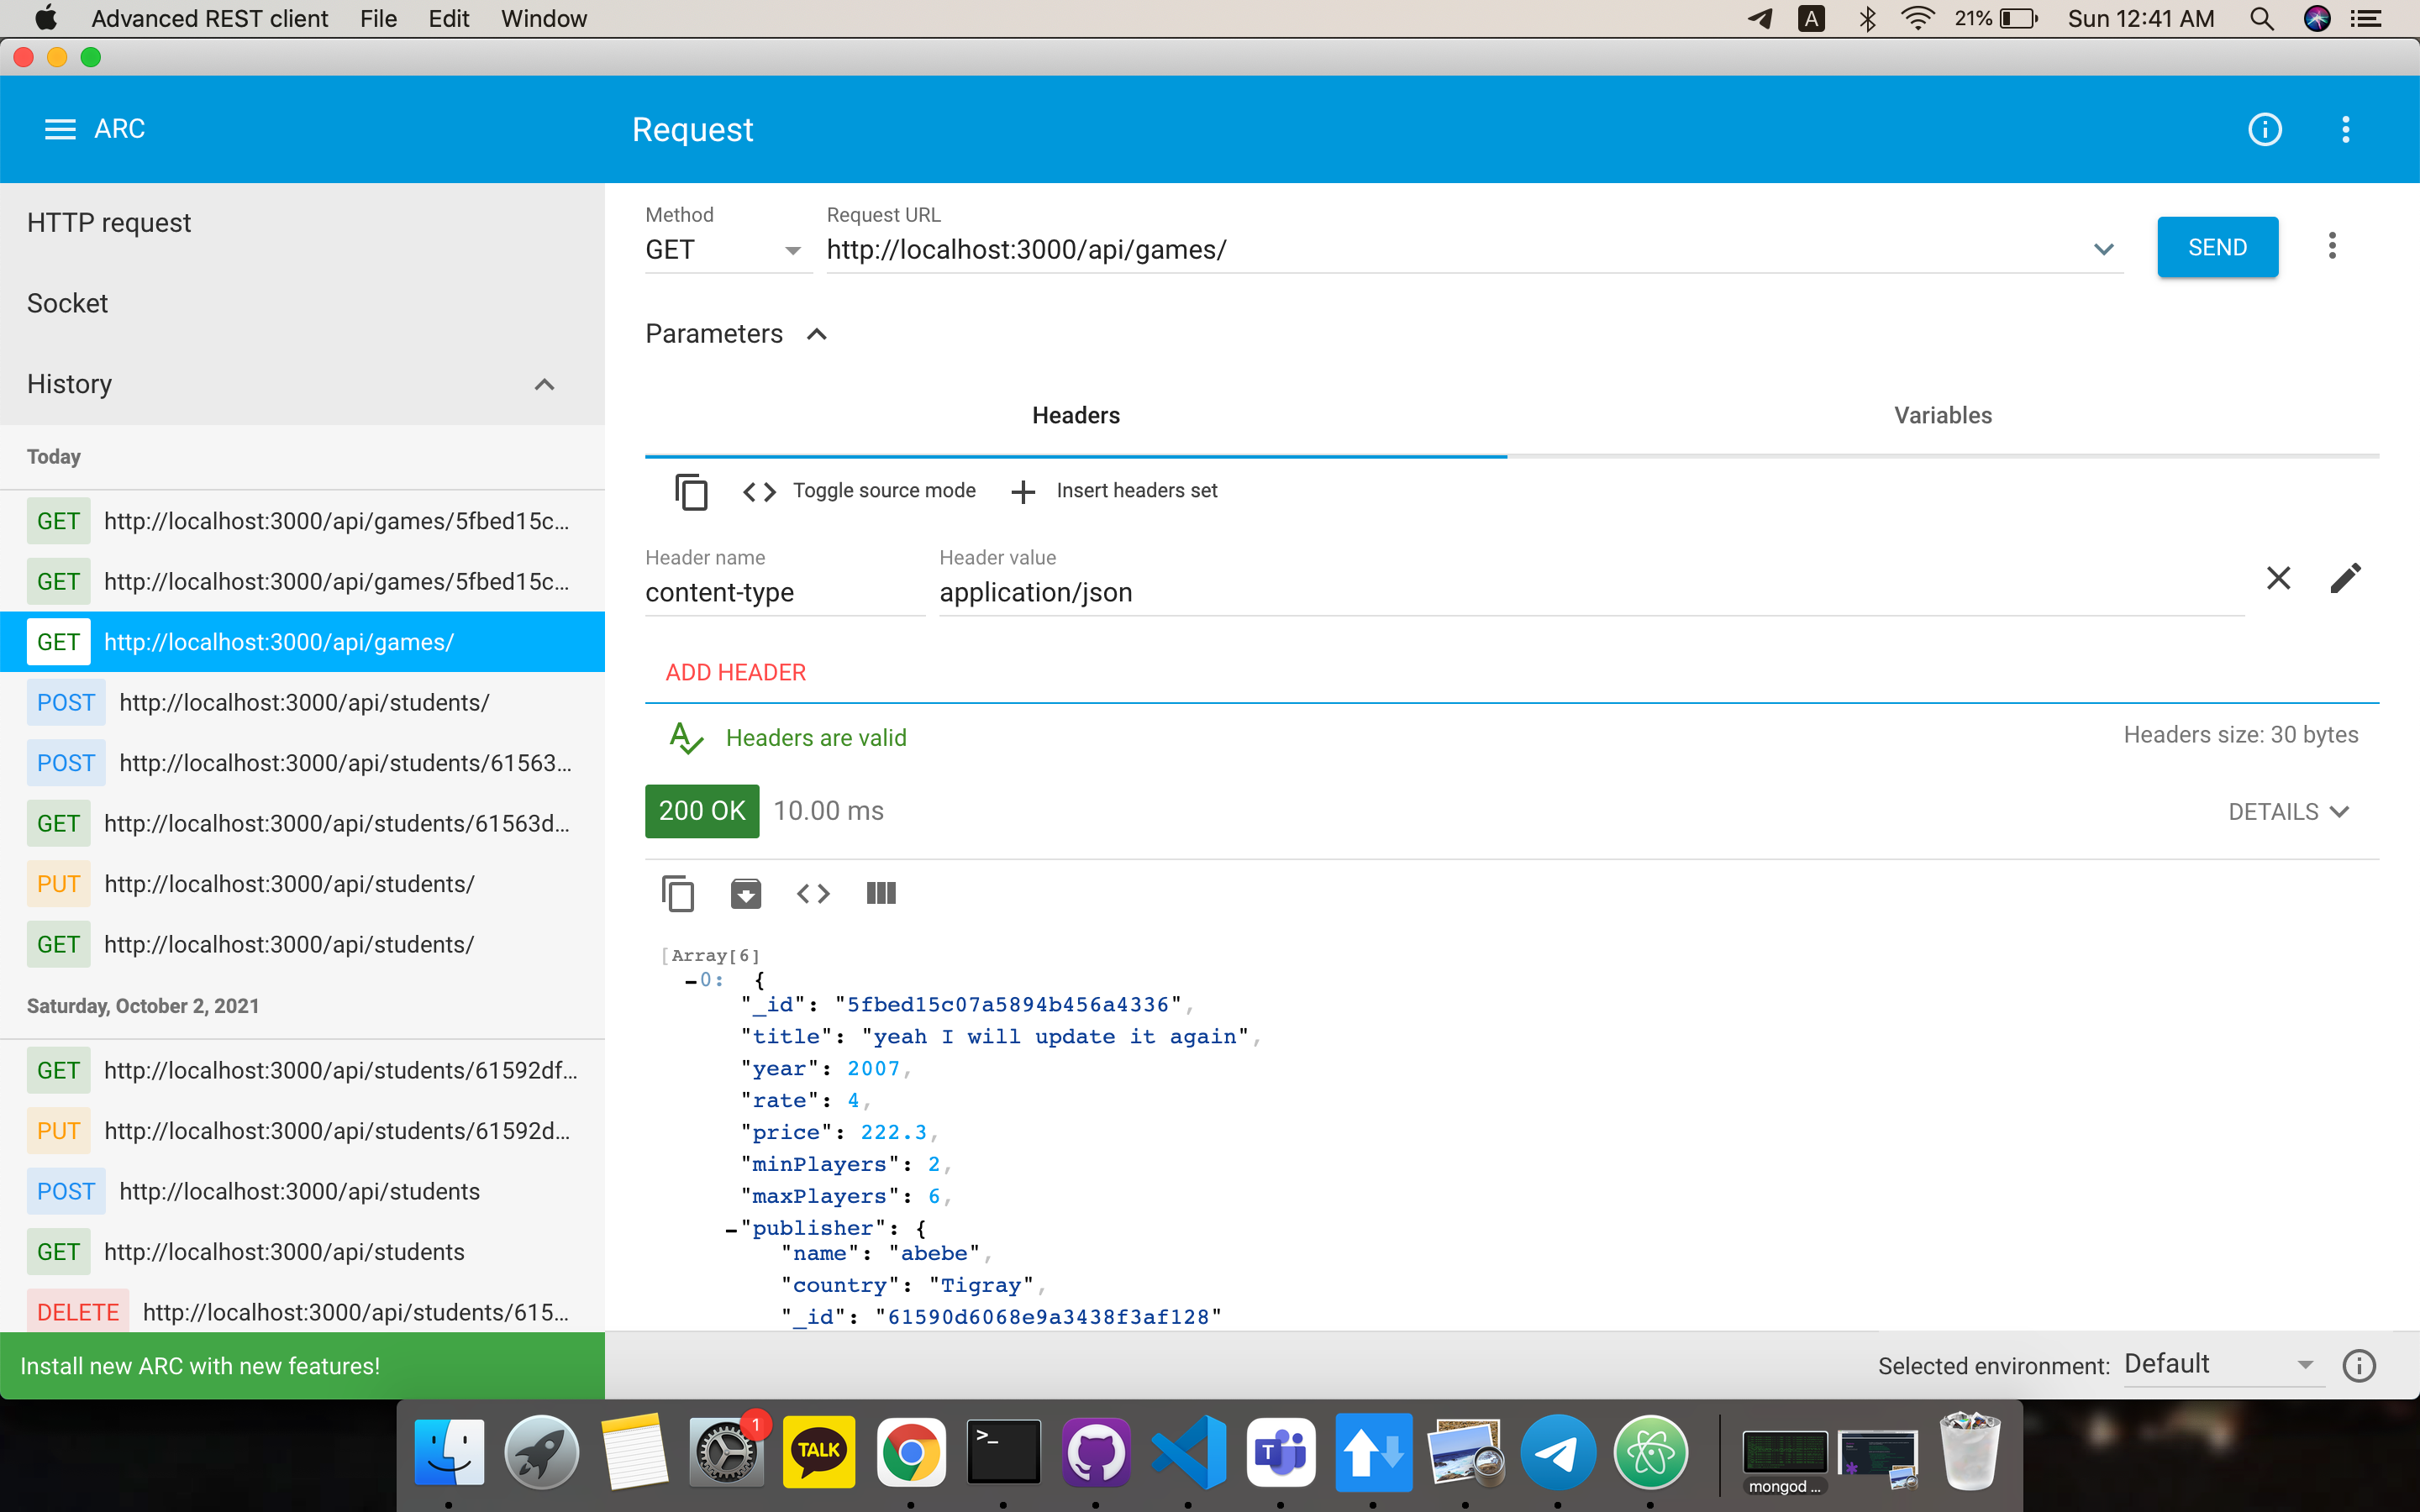 Advanced REST client File Edit Window
A 21% Sun 12:41 AM
ARC
Request
HTTP request
Socket
History
Today
GET http://localhost:3000/api/games/5fbed15c...
GET http://localhost:3000/api/games/5fbed15c...
GET http://localhost:3000/api/games/
POST http://localhost:3000/api/students/
POST http://localhost:3000/api/students/61563...
GET http://localhost:3000/api/students/61563d...
PUT http://localhost:3000/api/students/
GET http://localhost:3000/api/students/
Saturday, October 2, 2021
GET http://localhost:3000/api/students/61592df...
PUT http://localhost:3000/api/students/61592d...
POST http://localhost:3000/api/students
GET http://localhost:3000/api/students
DELETE http://localhost:3000/api/students/615...
Install new ARC with new features!
Method
GET
Request URL
http://localhost:3000/api/games/
SEND
Parameters
Headers
Variables
Toggle source mode
Insert headers set
Header name
content-type
Header value
application/json
ADD HEADER
Headers are valid
Headers size: 30 bytes
200 OK 10.00 ms
DETAILS
[Array[6]
-0: {
"_id": "5fbed15c07a5894b456a4336",
"title": "yeah I will update it again",
"year": 2007,
"rate": 4,
"price": 222.3,
"minPlayers": 2,
"maxPlayers": 6,
-"publisher": {
"name": "abebe",
"country": "Tigray",
"_id": "61590d6068e9a3438f3af128"
Selected environment: Default
1
TALK
>_
T
mongod ...